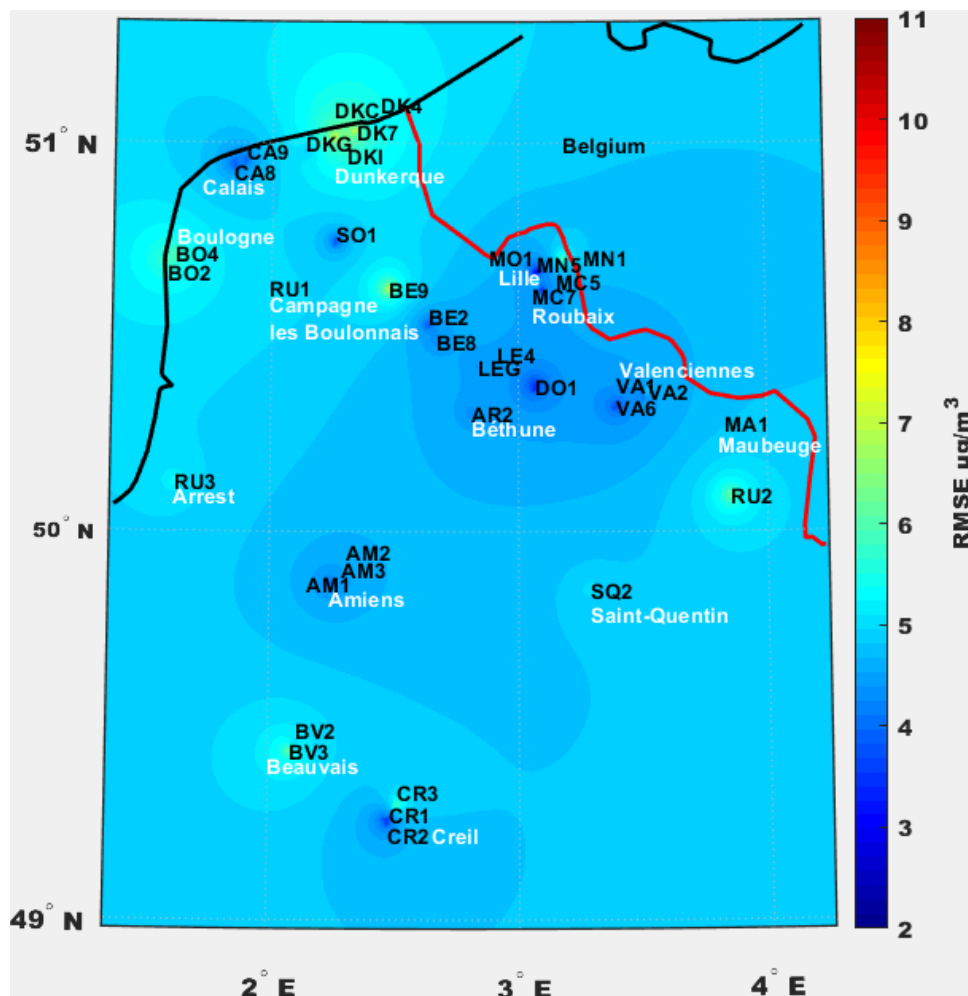 11
10
9
8
7
6
5
4
3
2
RMSE µg/m³
51° N
50° N
49° N
2° E
3° E
4° E
DKC
DK4
DKG
DK7
DKI
Dunkerque
Belgium
CA9
CA8
Calais
Boulogne
BO4
BO2
SO1
RU1
BE9
Campagne
les Boulonnais
BE2
BE8
MO1
MN5
MN1
Lille
MC5
MC7
Roubaix
LE4
LEG
DO1
Valenciennes
VA1
VA2
VA6
AR2
Béthune
MA1
Maubeuge
RU3
Arrest
RU2
AM2
AM3
AM1
Amiens
SQ2
Saint-Quentin
BV2
BV3
Beauvais
CR3
CR1
CR2
Creil